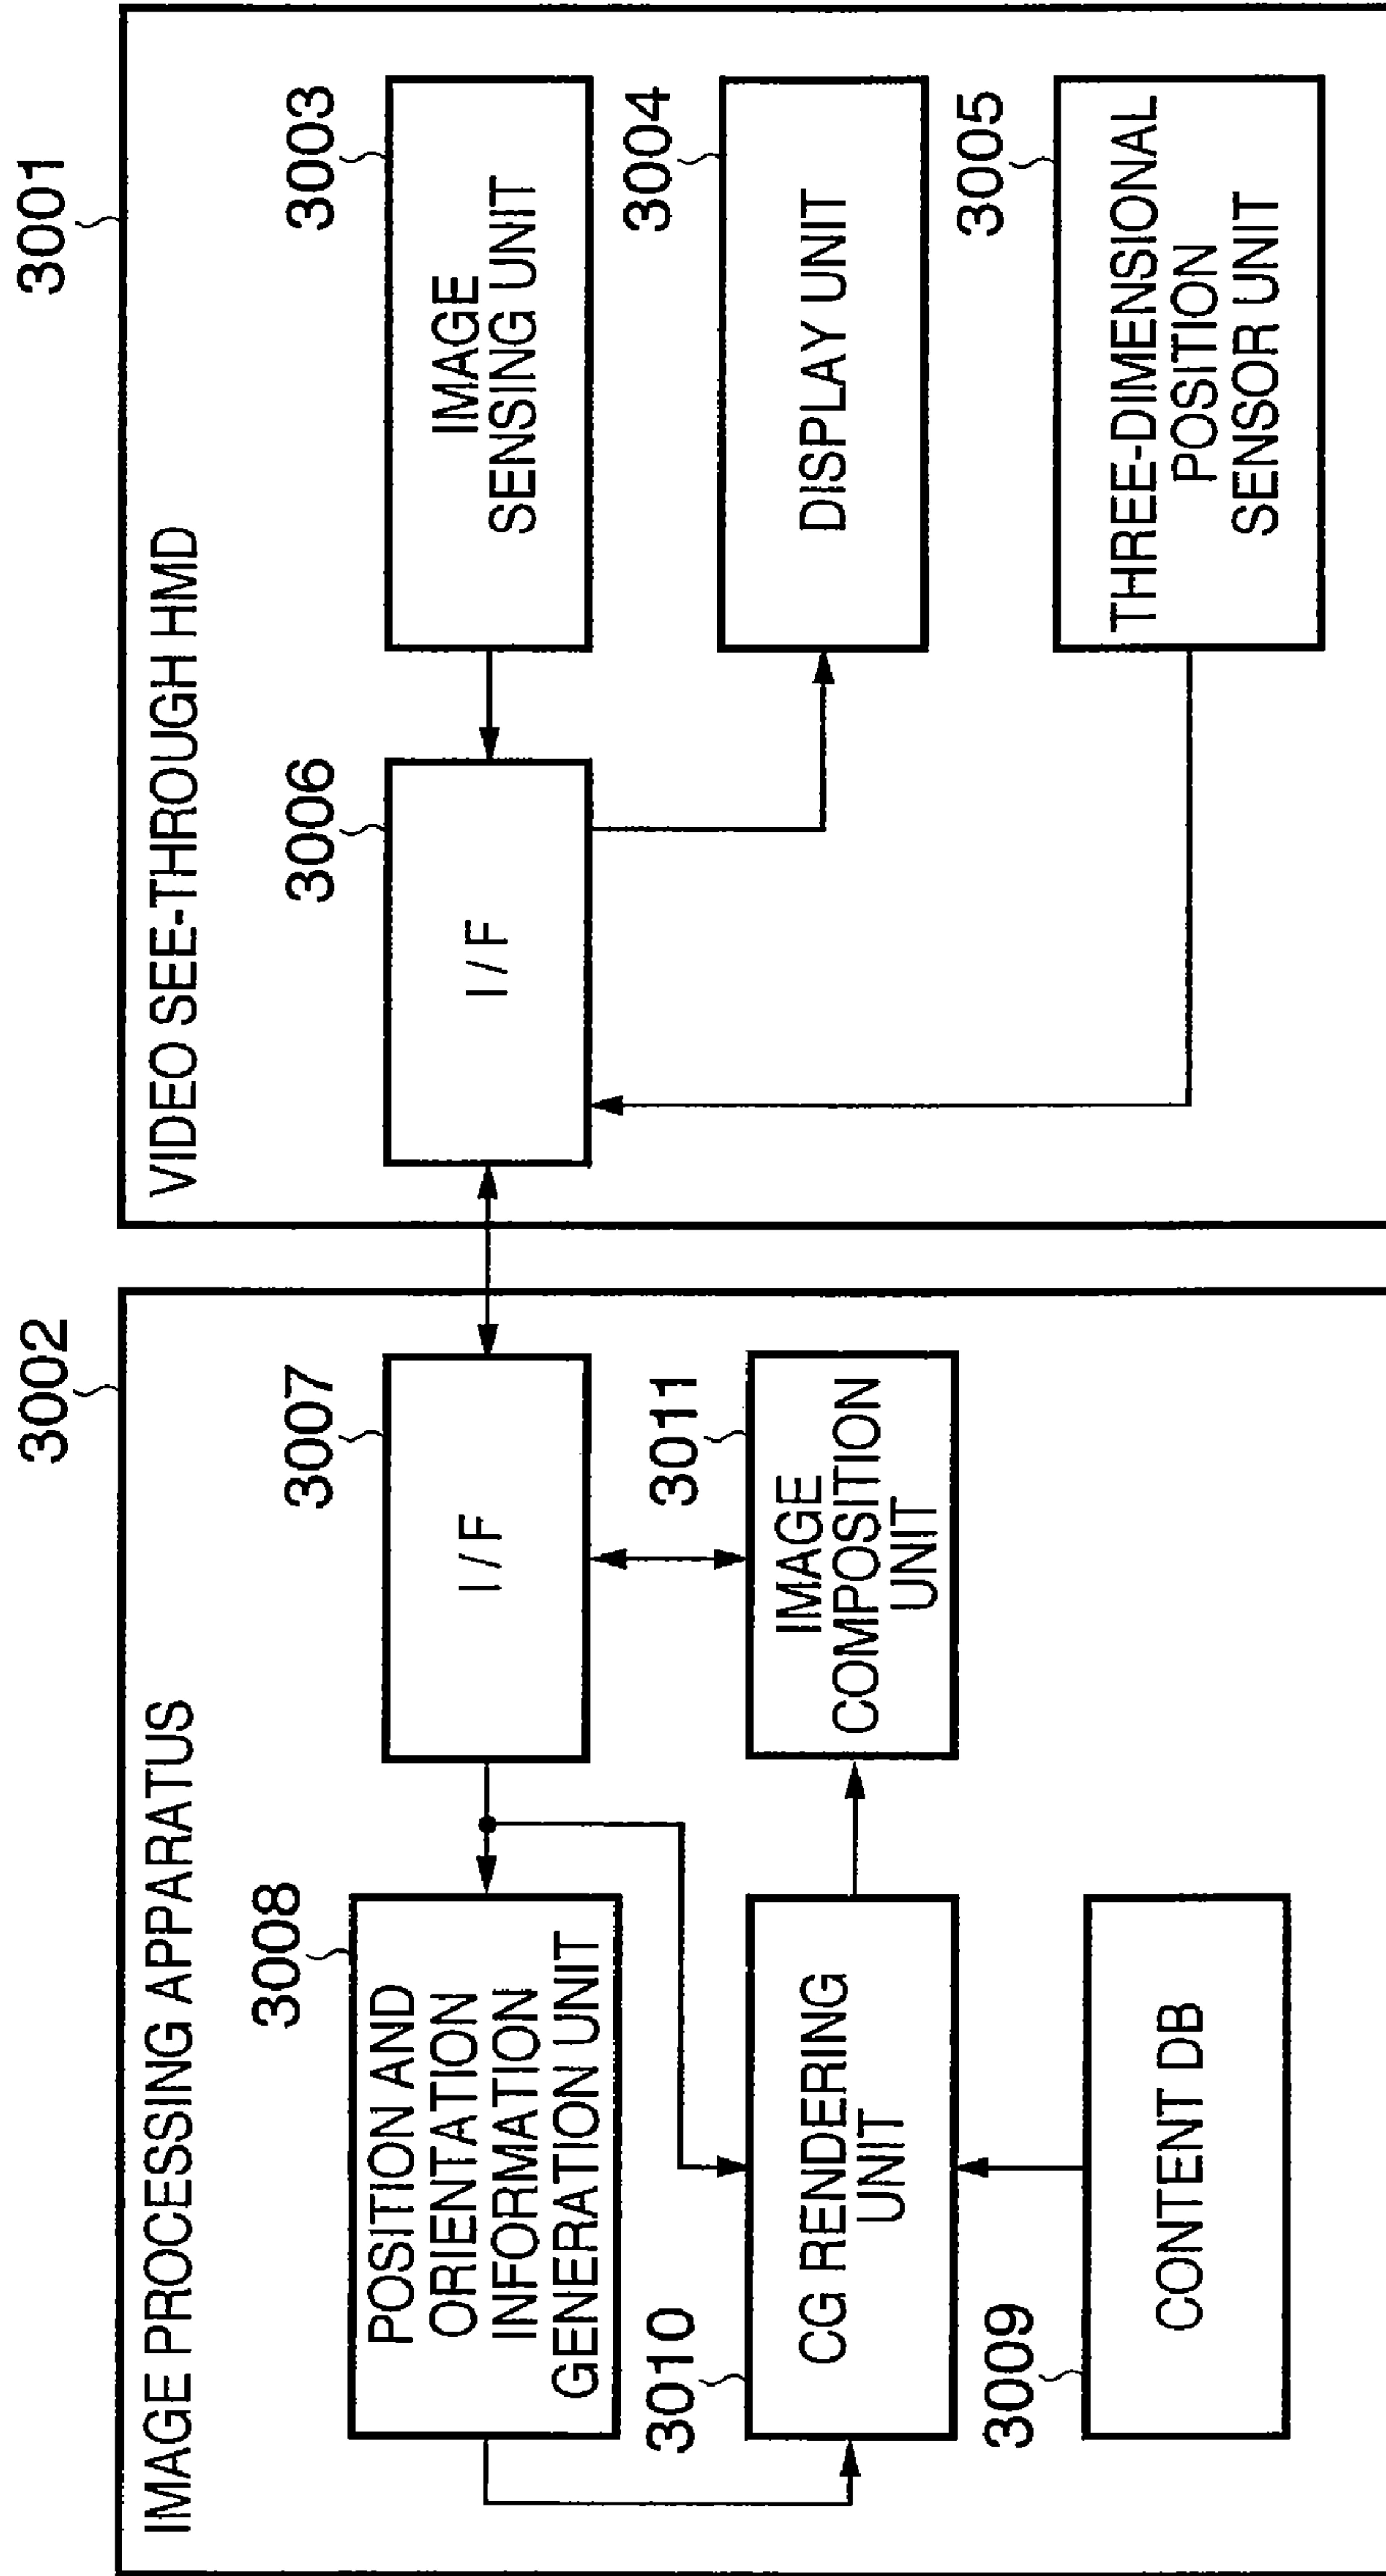 3002
IMAGE PROCESSING APPARATUS
3008
POSITION AND
ORIENTATION
INFORMATION
GENERATION UNIT
3007
I/F
3010
CG RENDERING
UNIT
3011
IMAGE
COMPOSITION
UNIT
3009
CONTENT DB
3001
VIDEO SEE-THROUGH HMD
3006
I/F
3003
IMAGE
SENSING UNIT
3004
DISPLAY UNIT
3005
THREE-DIMENSIONAL
POSITION
SENSOR UNIT